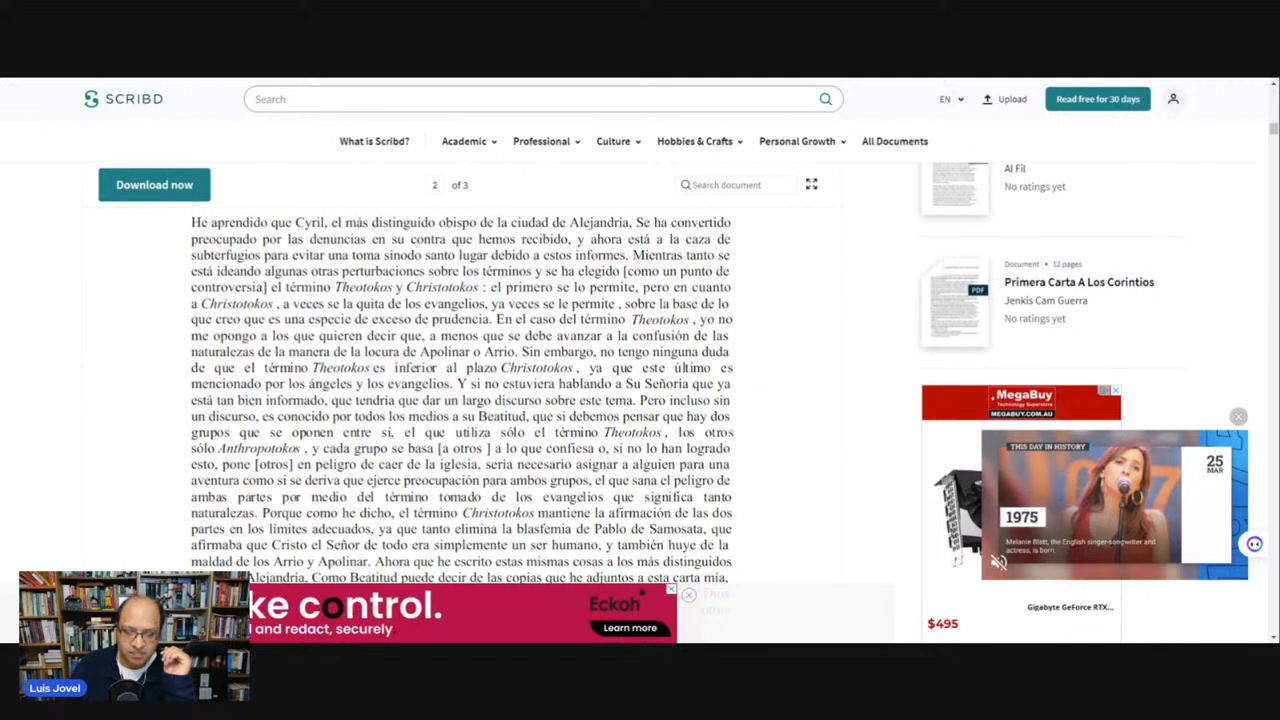 SCRIBD
Search
EN
Upload
Read free for 30 days
What is Scribd?
Academic
Professional
Culture
Hobbies & Crafts
Personal Growth
All Documents
Download now
2 of 3
Search document
He aprendido que Cyril, el más distinguido obispo de la ciudad de Alejandría, Se ha convertido
preocupado por las denuncias en su contra que hemos recibido, y ahora está a la caza de
subterfugios para evitar una toma sínodo santo lugar debido a estos informes. Mientras tanto se
está ideando algunas otras perturbaciones sobre los términos y se ha elegido [como un punto de
controversia] el término Theotokos y Christotokos : el primero se lo permite, pero en cuanto
a Christotokos , a veces se la quita de los evangelios, ya veces se le permite , sobre la base de lo
que creo que es una especie de exceso de prudencia. En el caso del término Theotokos , yo no
me opongo a los que quieren decir que, a menos que se debe avanzar a la confusión de las
naturalezas de la manera de la locura de Apolinar o Arrio. Sin embargo, no tengo ninguna duda
de que el término Theotokos es inferior al plazo Christotokos , ya que este último es
mencionado por los ángeles y los evangelios. Y si no estuviera hablando a Su Señoría que ya
está tan bien informado, que tendría que dar un largo discurso sobre este tema. Pero incluso sin
un discurso, es conocido por todos los medios a su Beatitud, que si debemos pensar que hay dos
grupos que se oponen entre sí, el que utiliza sólo el término Theotokos , los otros
sólo Anthropotokos , y cada grupo se basa [a otros ] a lo que confiesa o, si no lo han logrado
esto, pone [otros] en peligro de caer de la iglesia, sería necesario asignar a alguien para una
aventura como si se deriva que ejerce preocupación para ambos grupos, el que sana el peligro de
ambas partes por medio del término tomado de los evangelios que significa tanto
naturalezas. Porque como he dicho, el término Christotokos mantiene la afirmación de las dos
partes en los límites adecuados, ya que tanto elimina la blasfemia de Pablo de Samosata, que
afirmaba que Cristo el Señor de todo era simplemente un ser humano, y también huye de la
maldad de los Arrio y Apolinar. Ahora que he escrito estas mismas cosas a los más distinguidos
Alejandría, Como Beatitud puede decir de las copias que he adjuntos a esta carta mía,
Dios
Al Fil
No ratings yet
Document • 12 pages
Primera Carta A Los Corintios
Jenkis Cam Guerra
No ratings yet
PDF
MegaBuy
Technology Superstores
MEGABUY.COM.AU
THIS DAY IN HISTORY
25
MAR
1975
Melanie Blatt, the English singer-songwriter and
actress, is born.
Gigabyte GeForce RTX...
$495
ke control.
and redact, securely.
Eckoh
Learn more
Luis Jovel